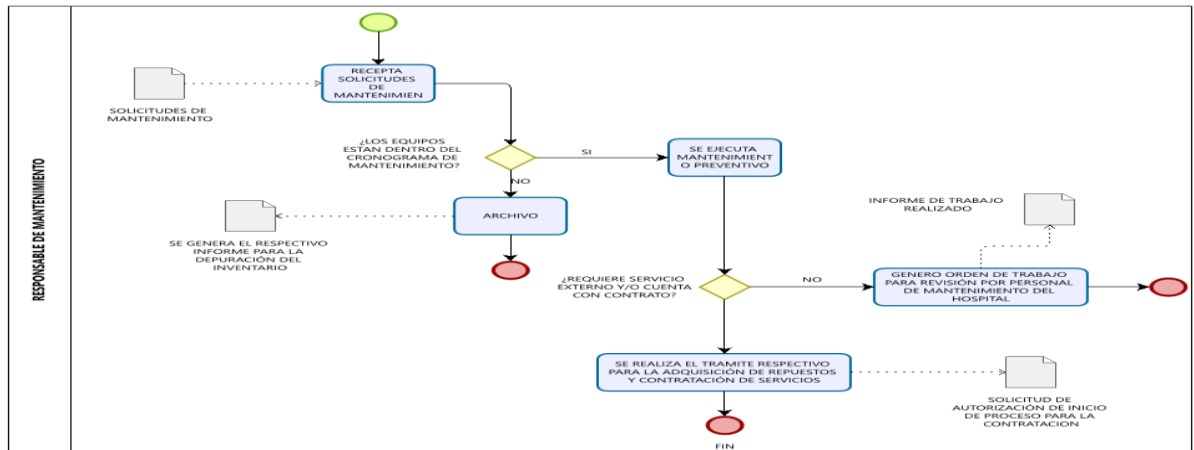 RESPONSABLE DE MANTENIMIENTO
RECEPTA
SOLICITUDES
DE
MANTENIMIEN
SOLICITUDES DE
MANTENIMIENTO
¿LOS EQUIPOS
ESTAN DENTRO DEL
CRONOGRAMA DE
MANTENIMIENTO?
SI
SE EJECUTA
MANTENIMIENT
O PREVENTIVO
NO
ARCHIVO
SE GENERA EL RESPECTIVO
INFORME PARA LA
DEPURACIÓN DEL
INVENTARIO
INFORME DE TRABAJO
REALIZADO
¿REQUIERE SERVICIO
EXTERNO Y/O CUENTA
CON CONTRATO?
NO
GENERO ORDEN DE TRABAJO
PARA REVISIÓN POR PERSONAL
DE MANTENIMIENTO DEL
HOSPITAL
SE REALIZA EL TRAMITE RESPECTIVO
PARA LA ADQUISICIÓN DE REPUESTOS
Y CONTRATACIÓN DE SERVICIOS
SOLICITUD DE
AUTORIZACIÓN DE INICIO
DE PROCESO PARA LA
CONTRATACION
FIN